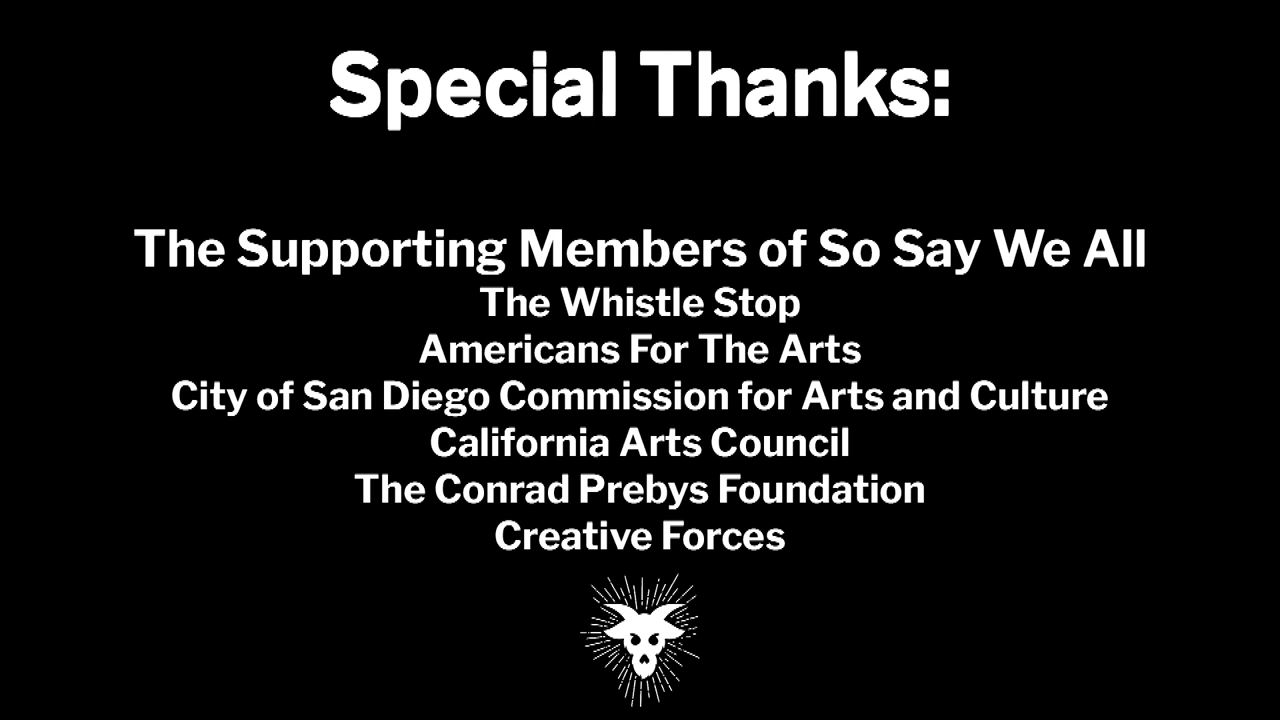 Special Thanks:
The Supporting Members of So Say We All
The Whistle Stop
Americans For The Arts
City of San Diego Commission for Arts and Culture
California Arts Council
The Conrad Prebys Foundation
Creative Forces